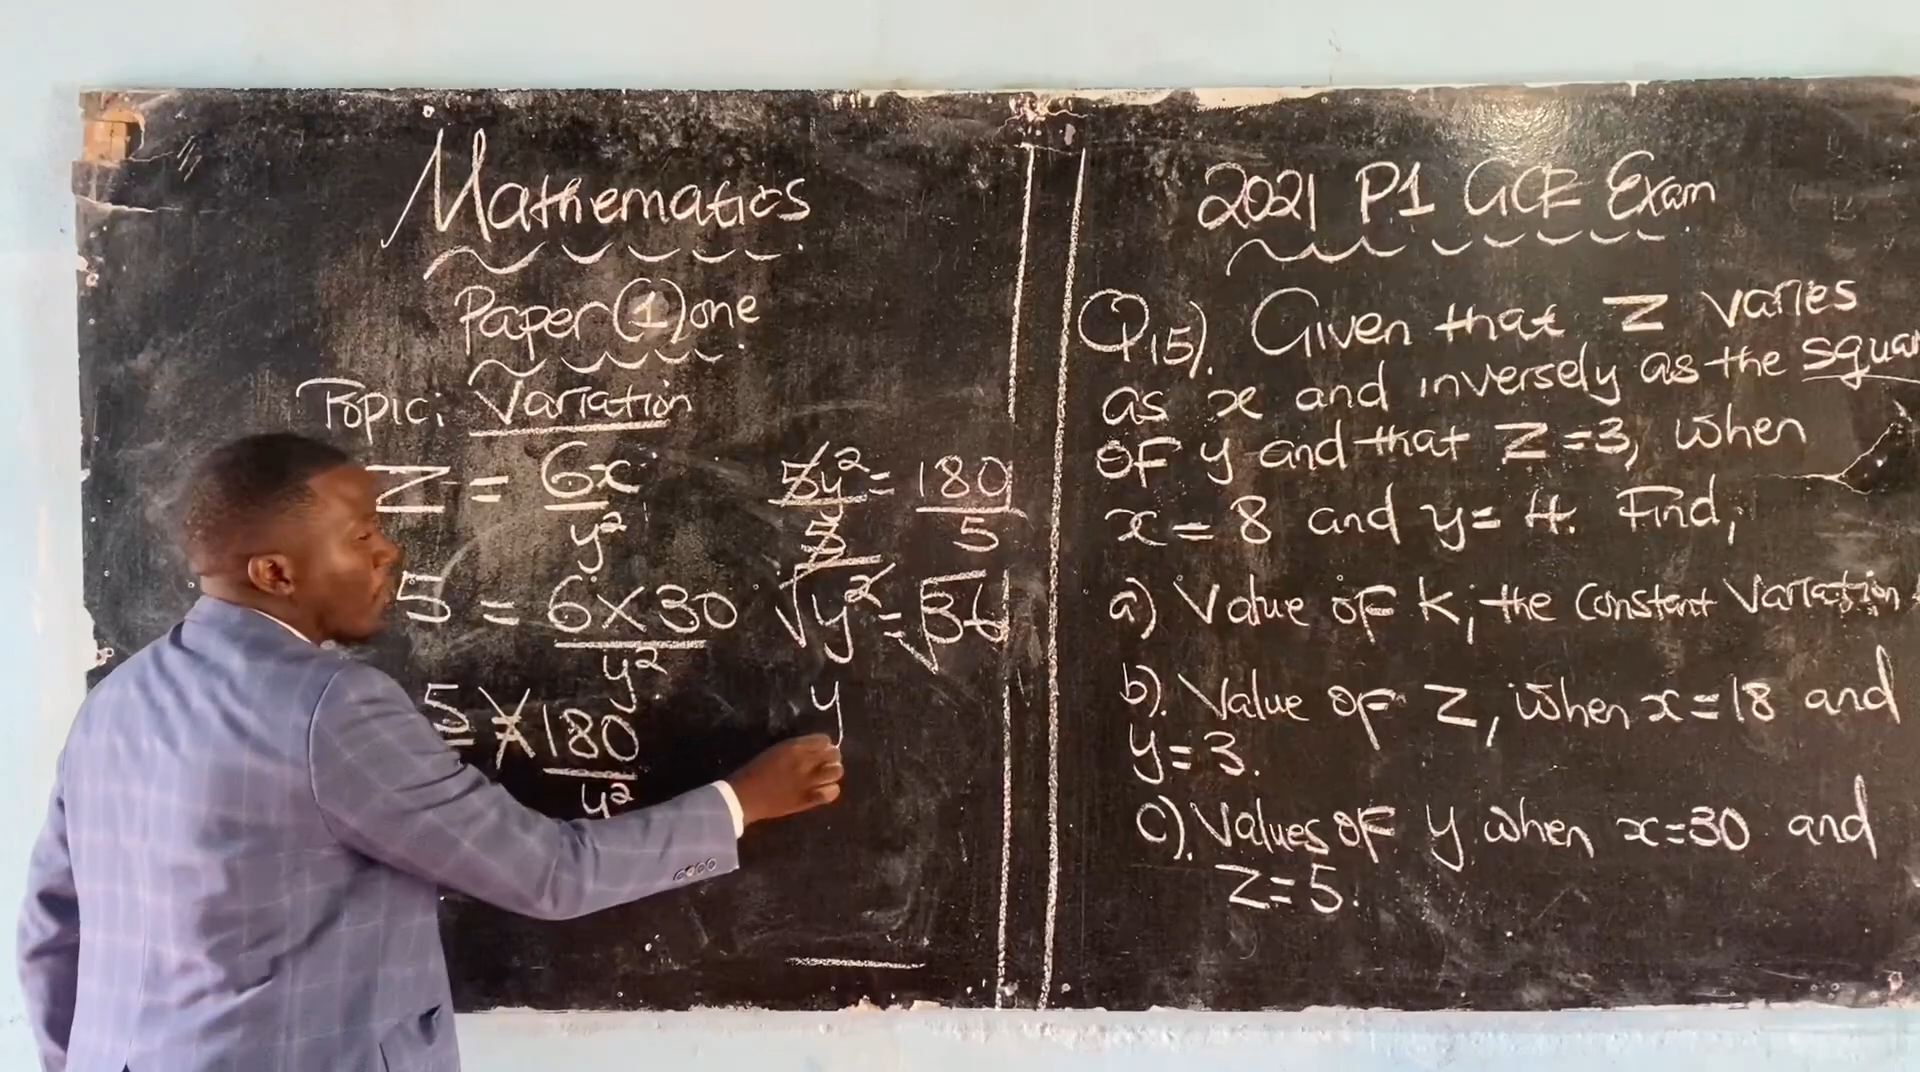 Mathematics
Paper (1) one
Topic: Variation
Z = 6x
y²
5 = 6 × 30
y²
5 × 180
y²
5y² = 180
5 5
√y² = √36
y
2021 P1 GCE Exam
Q15). Given that Z varies
as x and inversely as the squar
of y and that Z = 3, when
x = 8 and y = 4. Find;
a) Value of K, the Constant Variation
b). Value of Z, when x = 18 and
y = 3.
c). Values of y when x = 30 and
Z = 5.